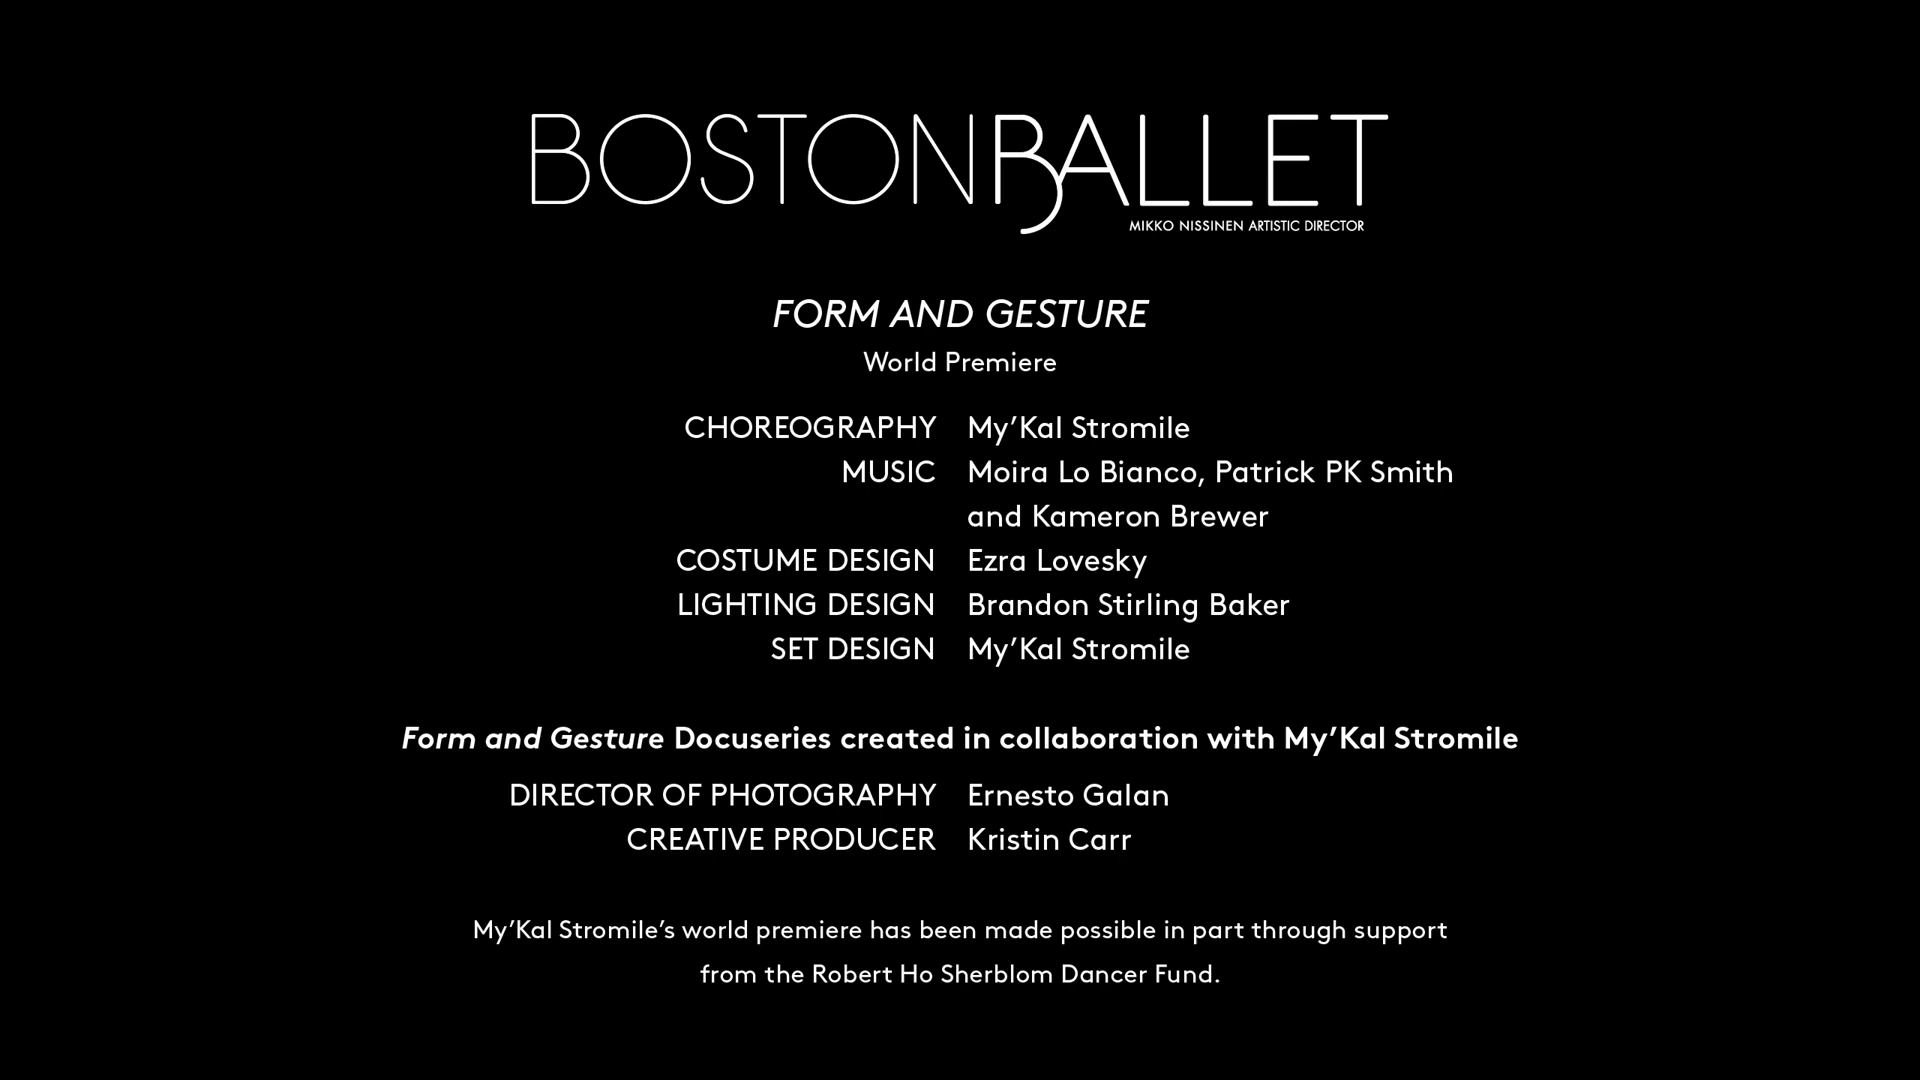 BOSTONBALLET
MIKKO NISSINEN ARTISTIC DIRECTOR
FORM AND GESTURE
World Premiere
CHOREOGRAPHY My’Kal Stromile
MUSIC Moira Lo Bianco, Patrick PK Smith
and Kameron Brewer
COSTUME DESIGN Ezra Lovesky
LIGHTING DESIGN Brandon Stirling Baker
SET DESIGN My’Kal Stromile
Form and Gesture Docuseries created in collaboration with My’Kal Stromile
DIRECTOR OF PHOTOGRAPHY Ernesto Galan
CREATIVE PRODUCER Kristin Carr
My’Kal Stromile’s world premiere has been made possible in part through support
from the Robert Ho Sherblom Dancer Fund.